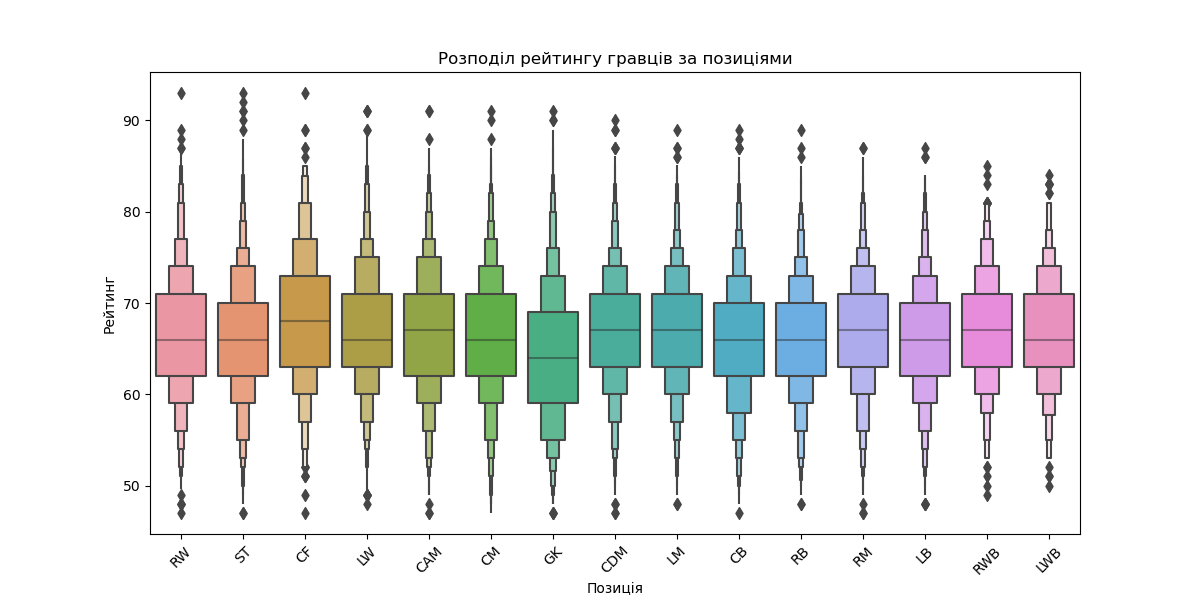 Розподіл рейтингу гравців за позиціями
Рейтинг
90
80
70
60
50
RW ST CF LW CAM CM GK CDM LM CB RB RM LB RWB LWB
Позиція